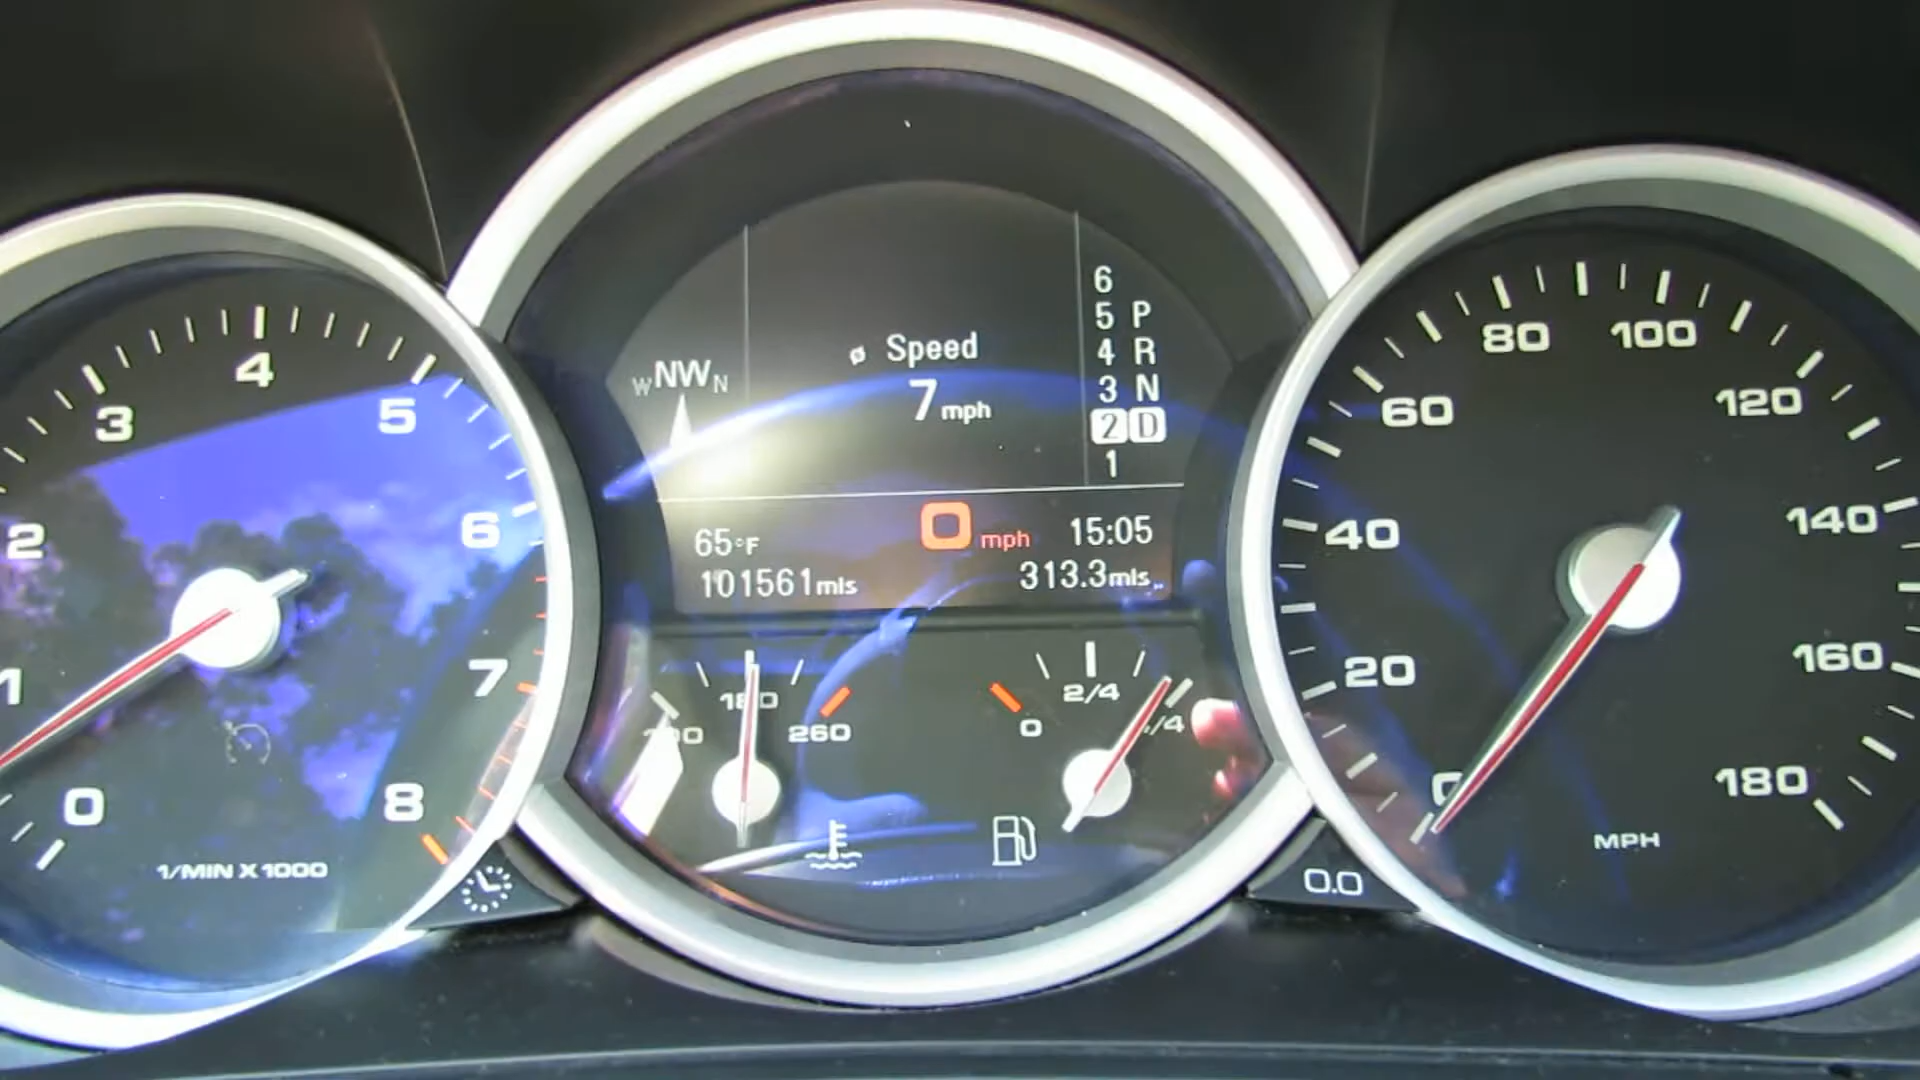 0
1
2
3
4
5
6
7
8
1/MIN X 1000
W NW N
ø Speed
7 mph
6
5 P
4 R
3 N
2 D
1
65°F
0 mph
15:05
101561 mls
313.3 mls
180
260
0
2/4
0.0
0
20
40
60
80
100
120
140
160
180
MPH